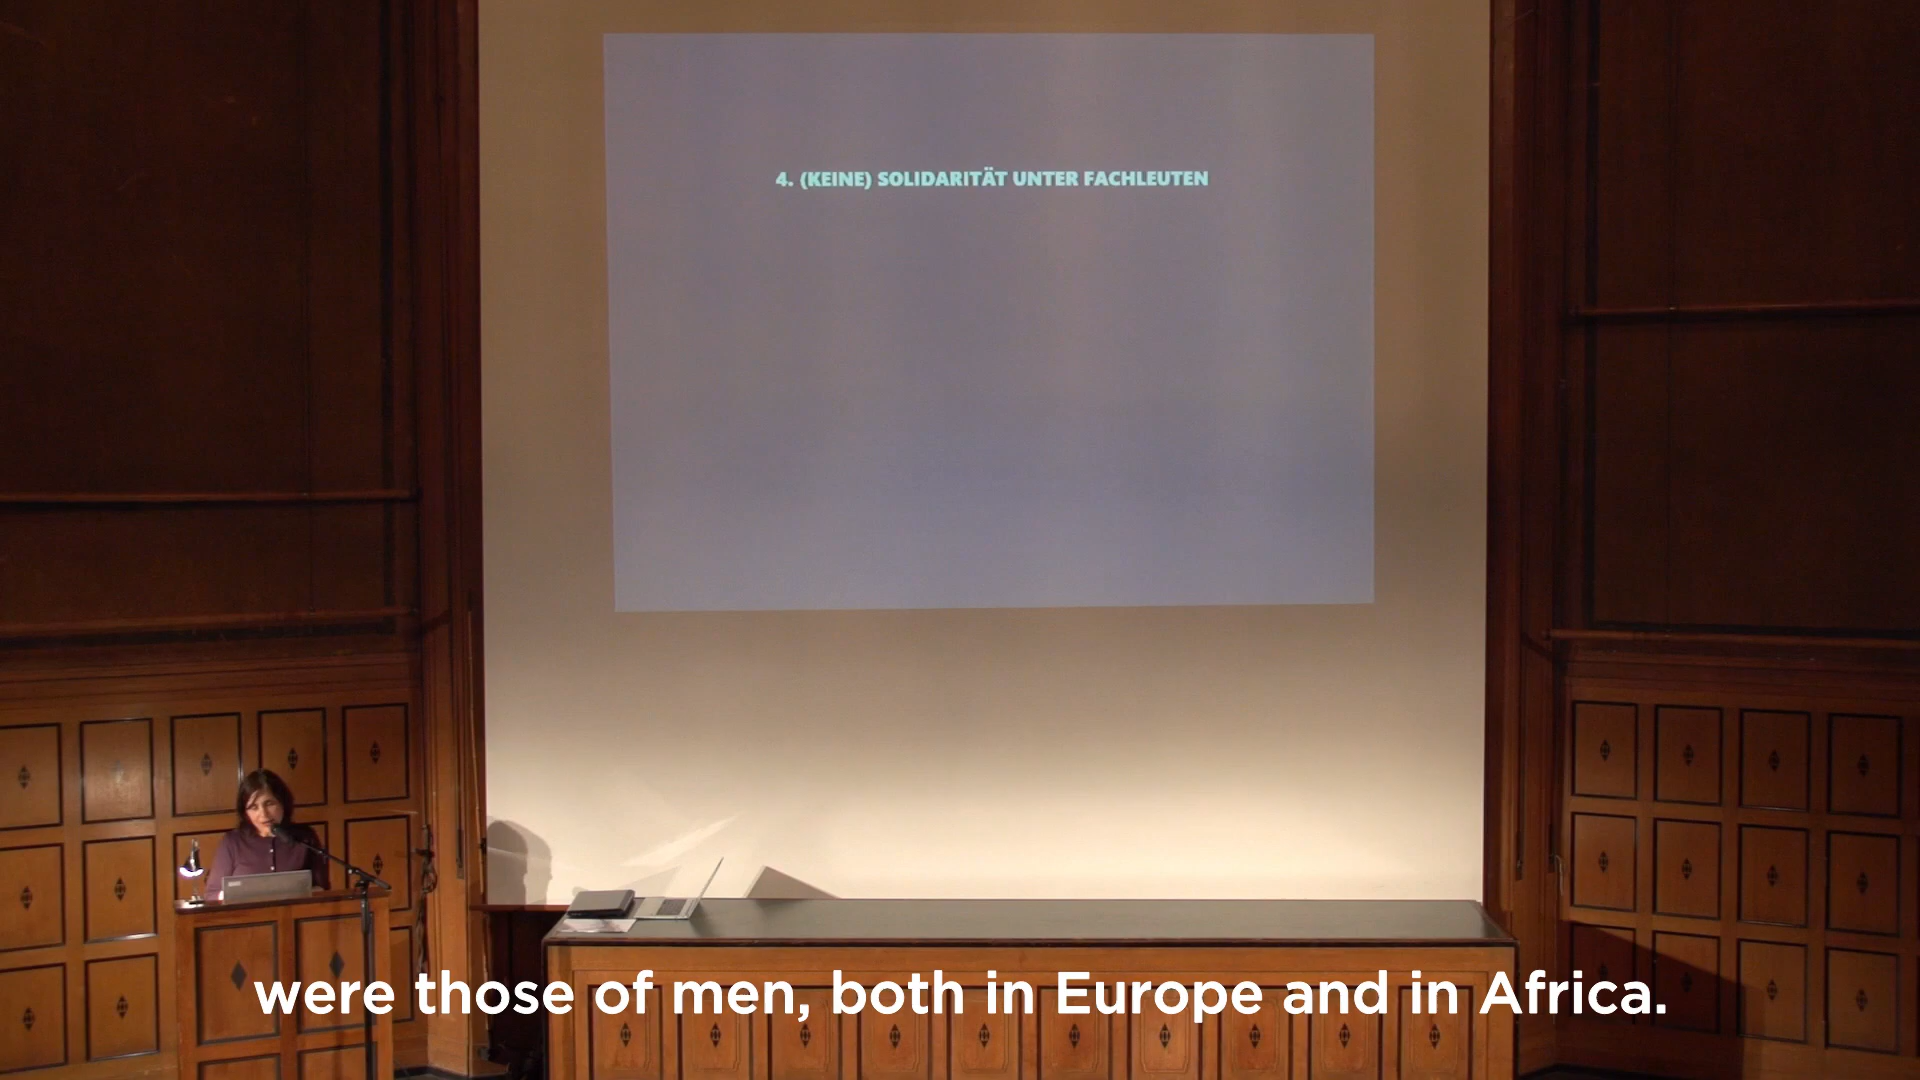 4. (KEINE) SOLIDARITÄT UNTER FACHLEUTEN
were those of men, both in Europe and in Africa.